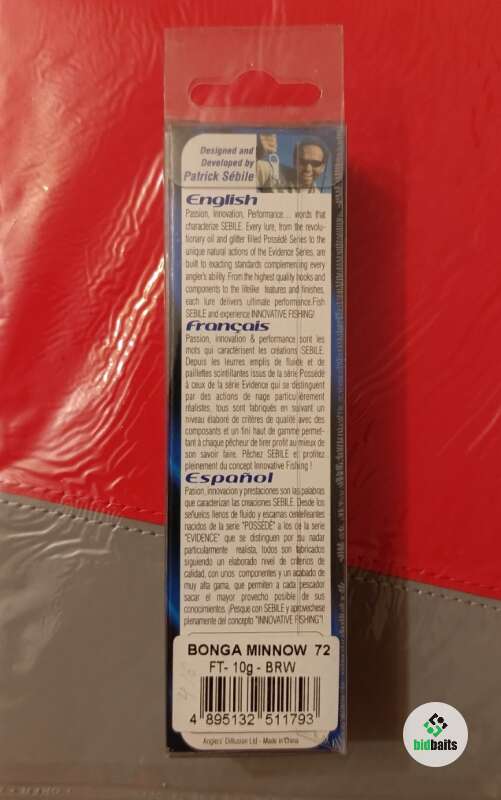 Designed and
Developed by
Patrick Sébile
English
Passion, Innovation, Performance... words that
characterize SEBILE. Every lure, from the revolu-
tionary oil and glitter filled Possédé Series to the
unique natural actions of the Evidence Series, are
built to exacting standards complementing every
angler's ability. From the highest quality hooks and
components to the lifelike features and finishes,
each lure delivers ultimate performance.Fish
SEBILE and experience INNOVATIVE FISHING!
Français
Passion, innovation & performance sont les
mots qui caractérisent les créations SEBILE.
Depuis les leurres emplis de fluide et de
paillettes scintillantes issus de la série Possédé
à ceux de la série Evidence qui se distinguent
par des actions de nage particulièrement
réalistes, tous sont fabriqués en suivant un
niveau élaboré de critères de qualité avec des
composants et un fini haut de gamme permet-
tant à chaque pêcheur de tirer profit au mieux de
son savoir faire. Pêchez SEBILE et profitez
pleinement du concept Innovative Fishing !
Español
Pasion, innovacion y prestaciones son las palabras
que caracterizan las creaciones SEBILE. Desde los
señuelos llenos de fluido y escamas centelleantes
nacidos de la serie "POSSEDÉ" a los de la serie
"EVIDENCE" que se distinguen por su nadar
particularmente realista, todos son fabricados
siguiendo un elaborado nivel de criterios de
calidad, con unos componentes y un acabado de
muy alta gama, que permiten a cada pescador
sacar el mayor provecho posible de sus
conocimientos. ¡Pesque con SEBILE y aprovechese
plenamente del concepto "INNOVATIVE FISHING"!
BONGA MINNOW 72
FT- 10g - BRW
4 895132 511793
Anglers' Diffusion Ltd - Made in China
bidbaits